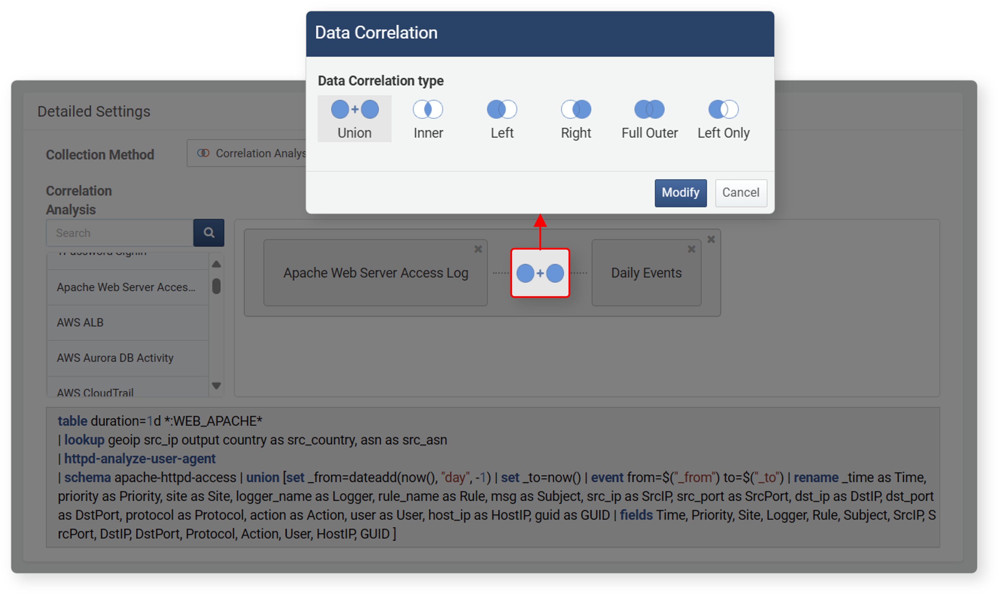 Data Correlation
Data Correlation type
Union
Inner
Left
Right
Full Outer
Left Only
Modify
Cancel
Detailed Settings
Collection Method
Correlation Analys
Correlation
Analysis
Search
Apache Web Server Acces...
AWS ALB
AWS Aurora DB Activity
AWS CloudTrail
Apache Web Server Access Log
Daily Events
table duration=1d *:WEB_APACHE*
| lookup geoip src_ip output country as src_country, asn as src_asn
| httpd-analyze-user-agent
| schema apache-httpd-access | union [set _from=dateadd(now(), "day", -1) | set _to=now() | event from=$("_from") to=$("_to") | rename _time as Time,
priority as Priority, site as Site, logger_name as Logger, rule_name as Rule, msg as Subject, src_ip as SrcIP, src_port as SrcPort, dst_ip as DstIP, dst_port
as DstPort, protocol as Protocol, action as Action, user as User, host_ip as HostIP, guid as GUID | fields Time, Priority, Site, Logger, Rule, Subject, SrcIP, S
rcPort, DstIP, DstPort, Protocol, Action, User, HostIP, GUID ]